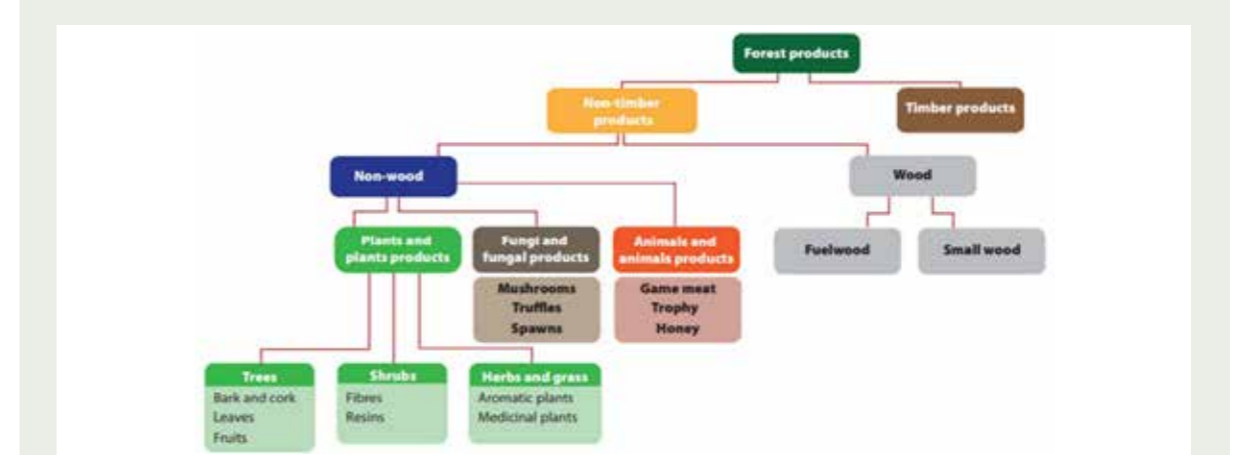 Forest products
Non-timber
products
Timber products
Non-wood
Wood
Plants and
plants products
Fungi and
fungal products
Animals and
animals products
Fuelwood
Small wood
Mushrooms
Truffles
Spawns
Game meat
Trophy
Honey
Trees
Bark and cork
Leaves
Fruits
Shrubs
Fibres
Resins
Herbs and grass
Aromatic plants
Medicinal plants